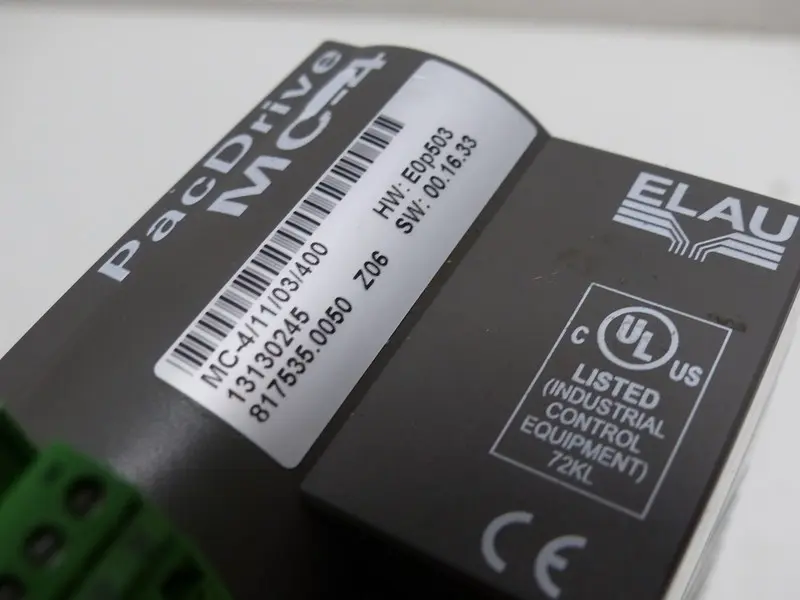 PacDrive
MC-4
MC-4/11/03/400
13130245
817535.0050 Z06
HW: E0p503
SW: 00.16.33
ELAU
C UL US
LISTED
(INDUSTRIAL
CONTROL
EQUIPMENT)
72KL
CE